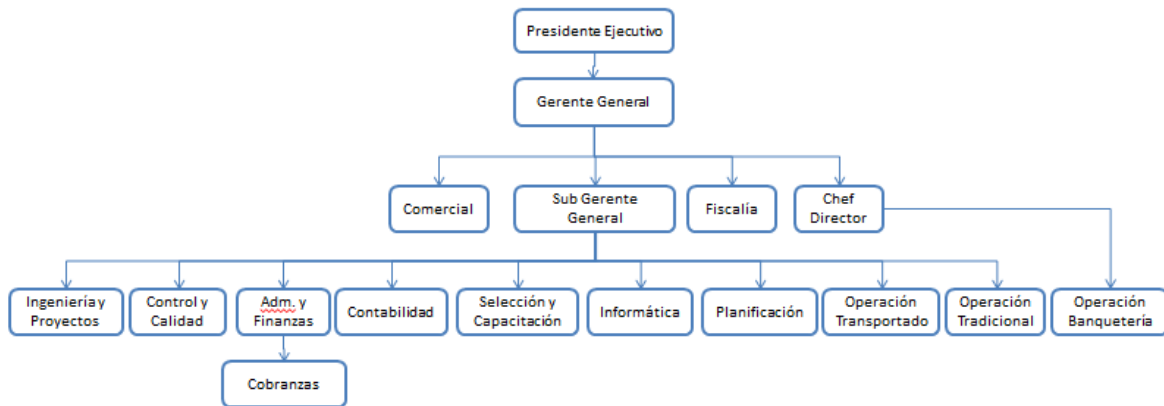 Presidente Ejecutivo
Gerente General
Comercial
Sub Gerente
General
Fiscalía
Chef
Director
Ingeniería y
Proyectos
Control y
Calidad
Adm. y
Finanzas
Contabilidad
Selección y
Capacitación
Informática
Planificación
Operación
Transportado
Operación
Tradicional
Operación
Banquetería
Cobranzas